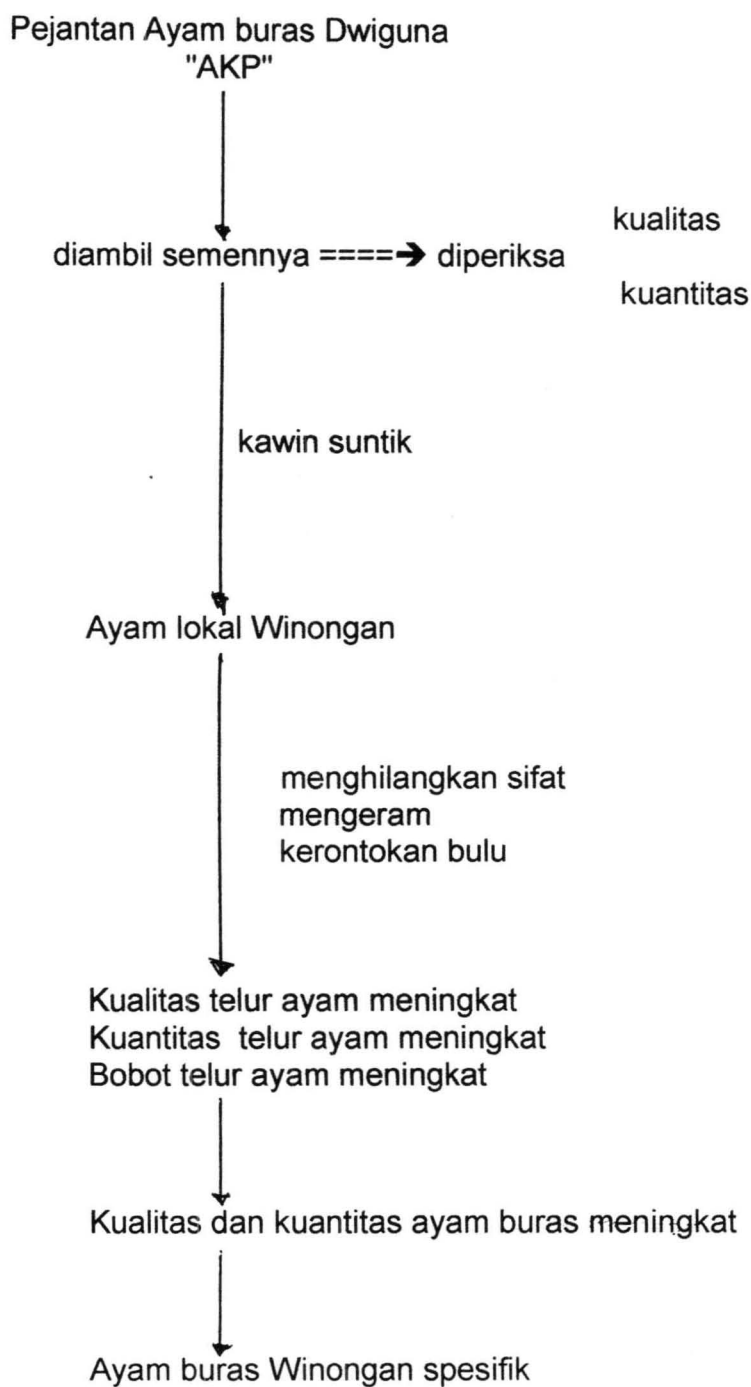 Pejantan Ayam buras Dwiguna
"AKP"
kualitas
diambil semennya ====➔ diperiksa
kuantitas
kawin suntik
Ayam lokal Winongan
menghilangkan sifat
mengeram
kerontokan bulu
Kualitas telur ayam meningkat
Kuantitas telur ayam meningkat
Bobot telur ayam meningkat
Kualitas dan kuantitas ayam buras meningkat
Ayam buras Winongan spesifik